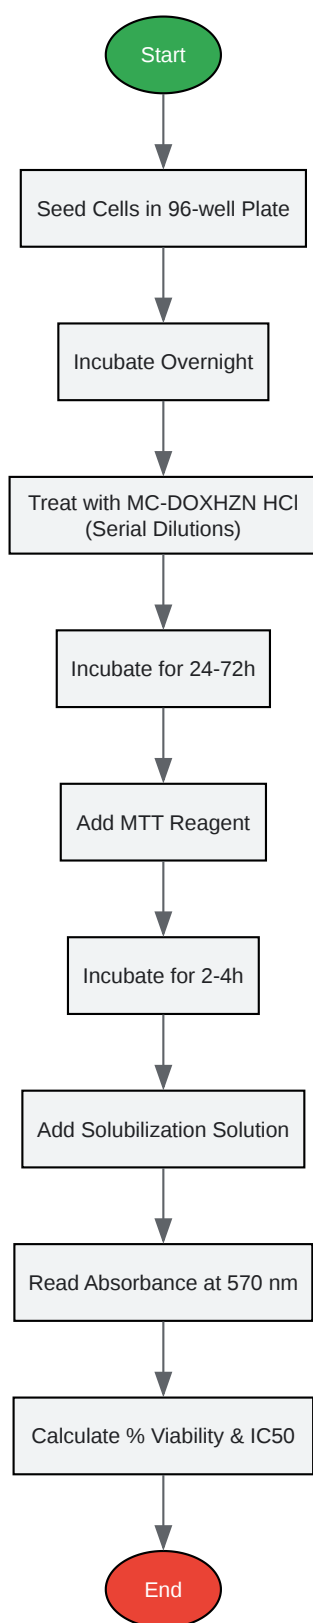 Start
Seed Cells in 96-well Plate
Incubate Overnight
Treat with MC-DOXHZN HCl
(Serial Dilutions)
Incubate for 24-72h
Add MTT Reagent
Incubate for 2-4h
Add Solubilization Solution
Read Absorbance at 570 nm
Calculate % Viability & IC50
End